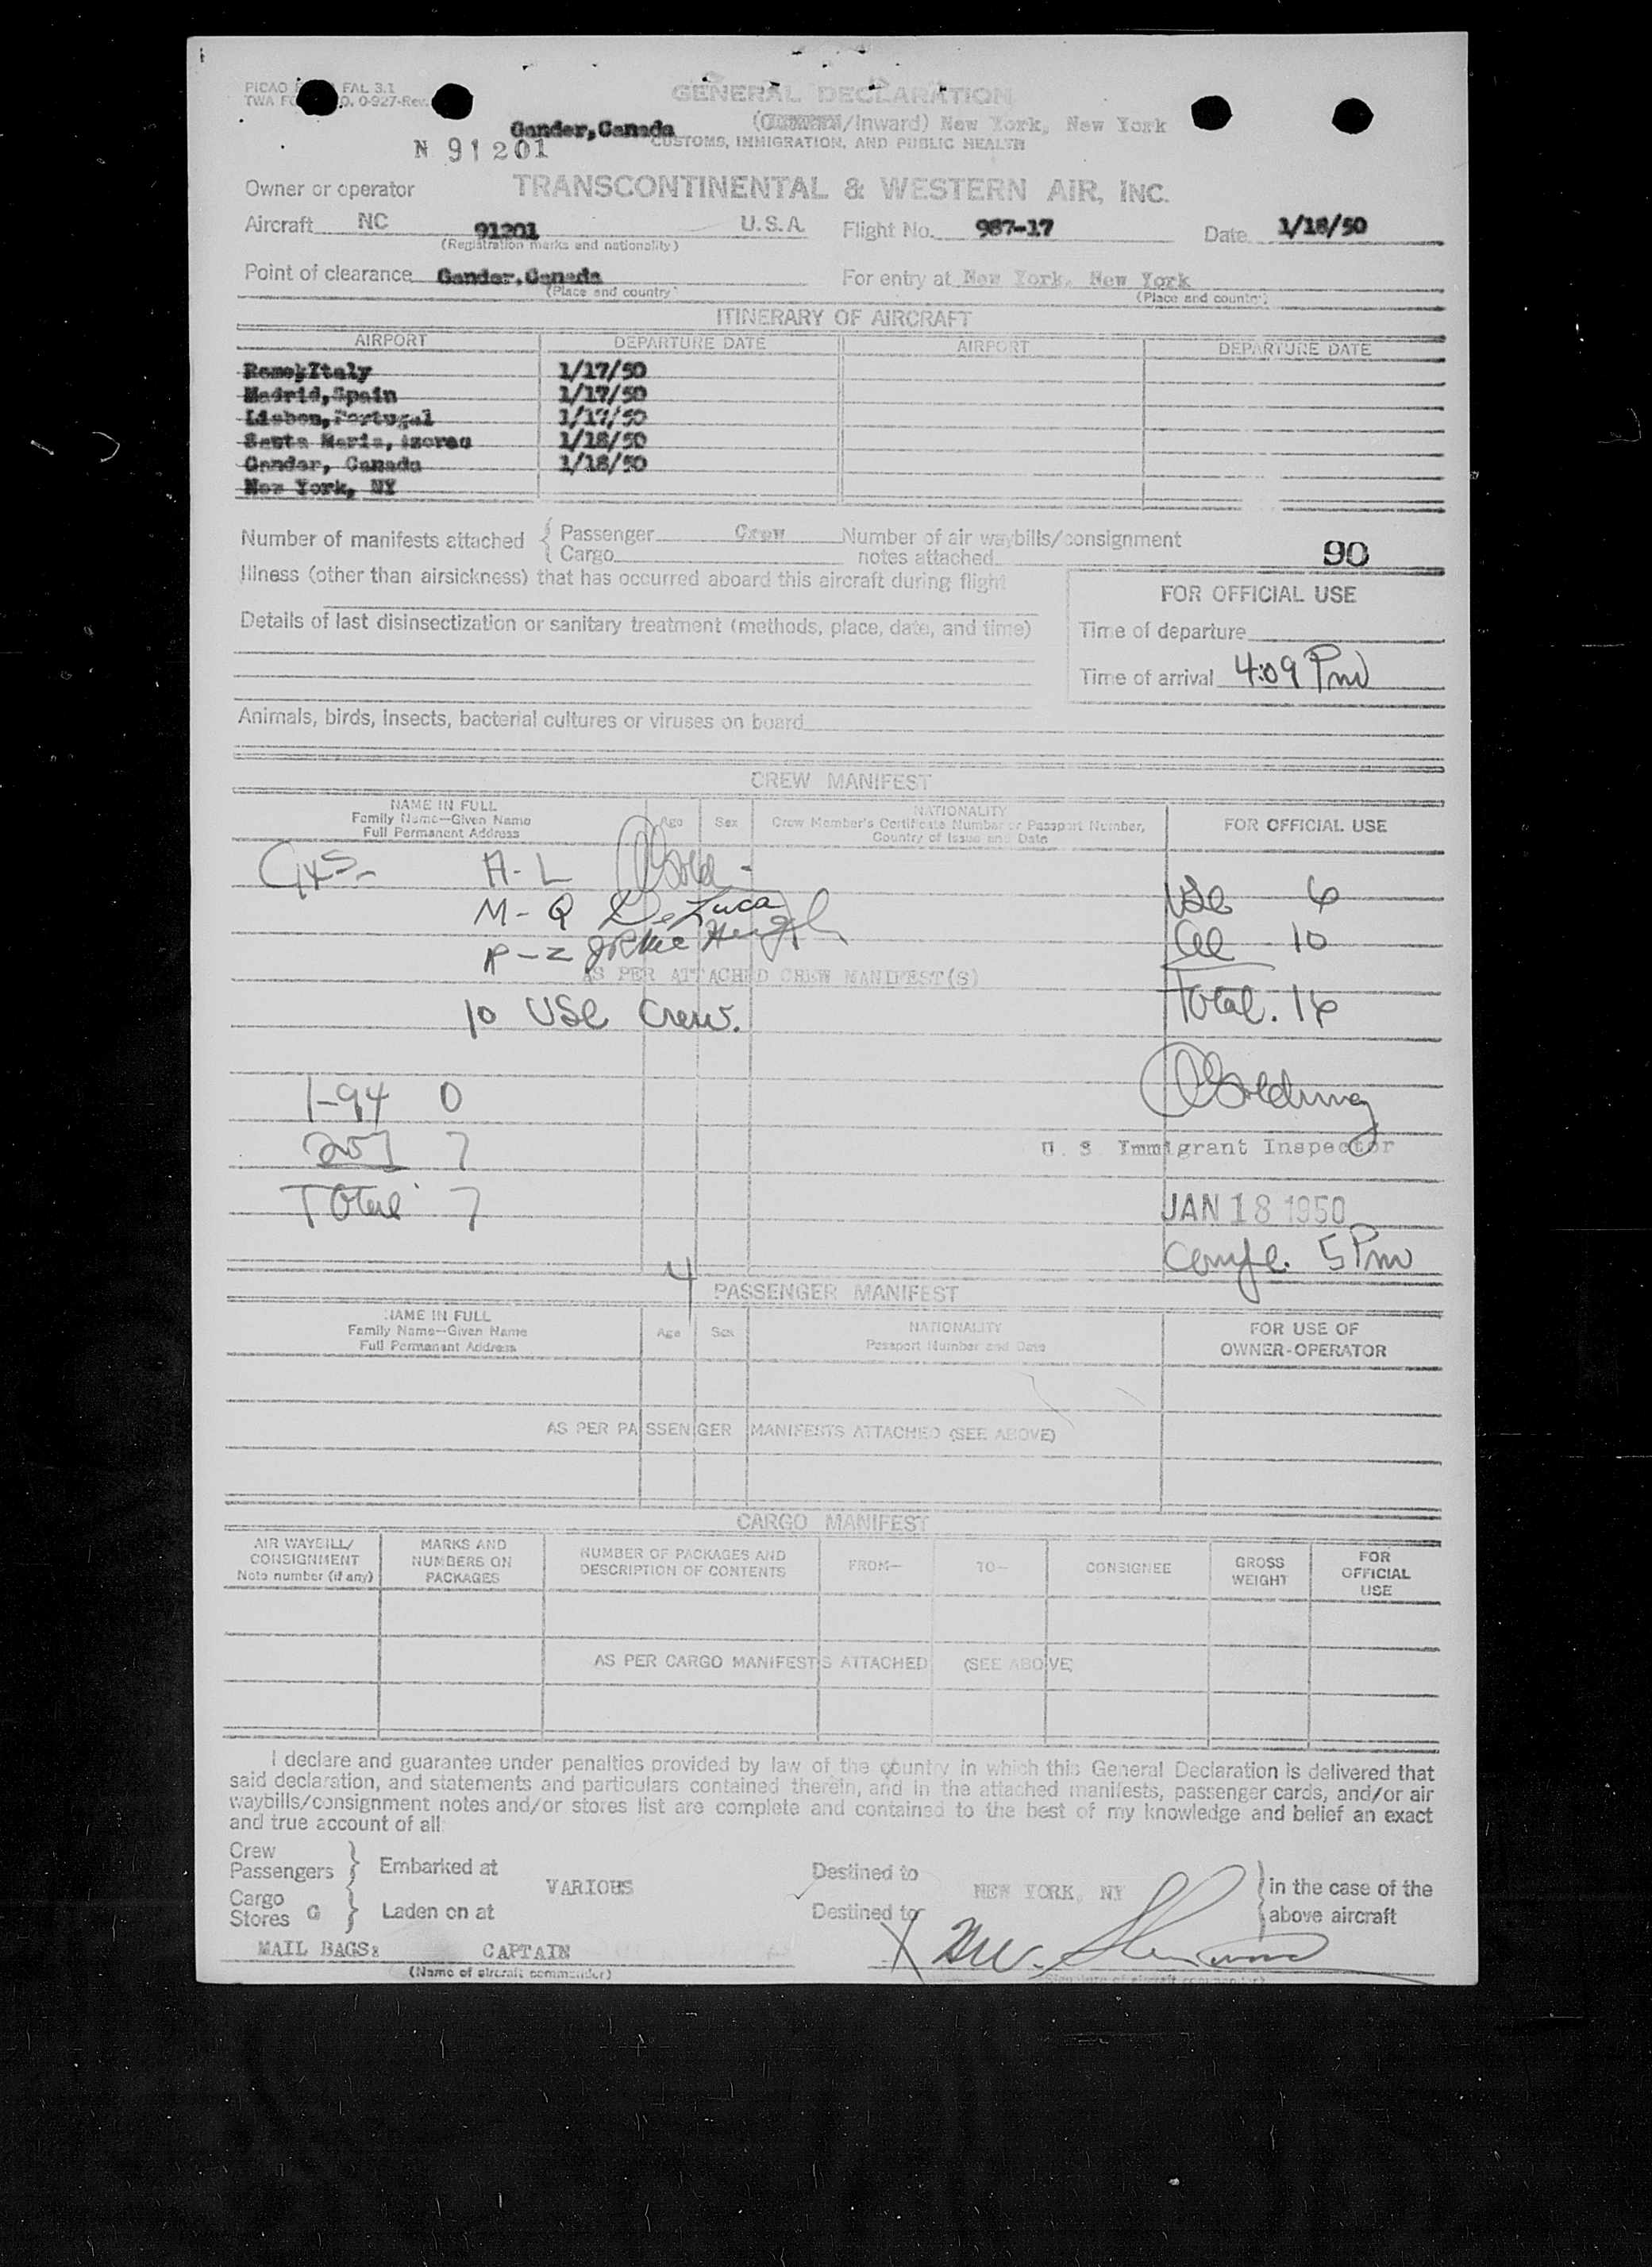 PICAO FAL 3.1
TWA 0-927-Rev.
GENERAL DECLARATION
Gander,Canada (/Inward) New York, New York
N 91201 CUSTOMS, IMMIGRATION, AND PUBLIC HEALTH
Owner or operator TRANSCONTINENTAL & WESTERN AIR, INC.
Aircraft NC 91201 U.S.A. Flight No. 987-17 Date 1/18/50
(Registration marks and nationality)
Point of clearance Gander,Canada For entry at New York, New York
(Place and country) (Place and country)
ITINERARY OF AIRCRAFT
AIRPORT DEPARTURE DATE AIRPORT DEPARTURE DATE
Rome,Italy 1/17/50
Madrid,Spain 1/17/50
Lisbon,Portugal 1/17/50
Santa Maria, Azores 1/18/50
Gander, Canada 1/18/50
New York, NY
Number of manifests attached { Passenger Crew Number of air waybills/consignment
Cargo notes attached 90
Illness (other than airsickness) that has occurred aboard this aircraft during flight
FOR OFFICIAL USE
Details of last disinsectization or sanitary treatment (methods, place, date, and time)
Time of departure
Time of arrival 4:09 Pm
Animals, birds, insects, bacterial cultures or viruses on board
CREW MANIFEST
NAME IN FULL
Family Name—Given Name
Full Permanent Address
Age Sex
NATIONALITY
Crew Member's Certificate Number or Passport Number,
Country of Issue and Date
FOR OFFICIAL USE
A-L
M-Q DeLuca USC 6
R-Z 10
AS PER ATTACHED CREW MANIFEST(S)
10 USC Crew. Total. 16
I-94 0
Golding
257 7
U. S Immigrant Inspector
Total 7 JAN 18 1950
5 Pm
4
PASSENGER MANIFEST
NAME IN FULL
Family Name—Given Name
Full Permanent Address
Age Sex
NATIONALITY
Passport Number and Date
FOR USE OF
OWNER-OPERATOR
AS PER PASSENGER MANIFESTS ATTACHED (SEE ABOVE)
CARGO MANIFEST
AIR WAYBILL/
CONSIGNMENT
Note number (if any)
MARKS AND
NUMBERS ON
PACKAGES
NUMBER OF PACKAGES AND
DESCRIPTION OF CONTENTS
FROM— TO— CONSIGNEE
GROSS
WEIGHT
FOR
OFFICIAL
USE
AS PER CARGO MANIFESTS ATTACHED (SEE ABOVE)
I declare and guarantee under penalties provided by law of the country in which this General Declaration is delivered that
said declaration, and statements and particulars contained therein, and in the attached manifests, passenger cards, and/or air
waybills/consignment notes and/or stores list are complete and contained to the best of my knowledge and belief an exact
and true account of all:
Crew
Passengers } Embarked at Destined to
VARIOUS NEW YORK, NY } in the case of the
Cargo
Stores G } Laden on at Destined to above aircraft
MAIL BAGS: CAPTAIN X
(Name of aircraft commander) (Signature of aircraft commander)